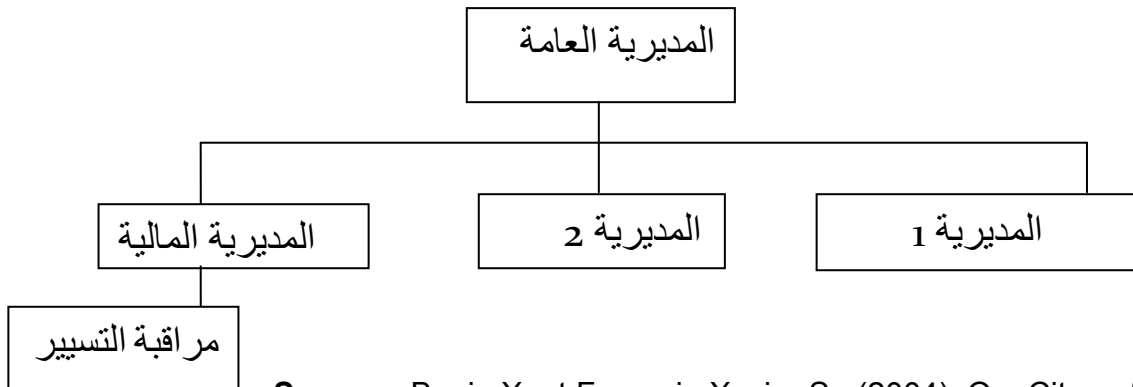 المديرية العامة
المديرية 1
المديرية 2
المديرية المالية
مراقبة التسيير